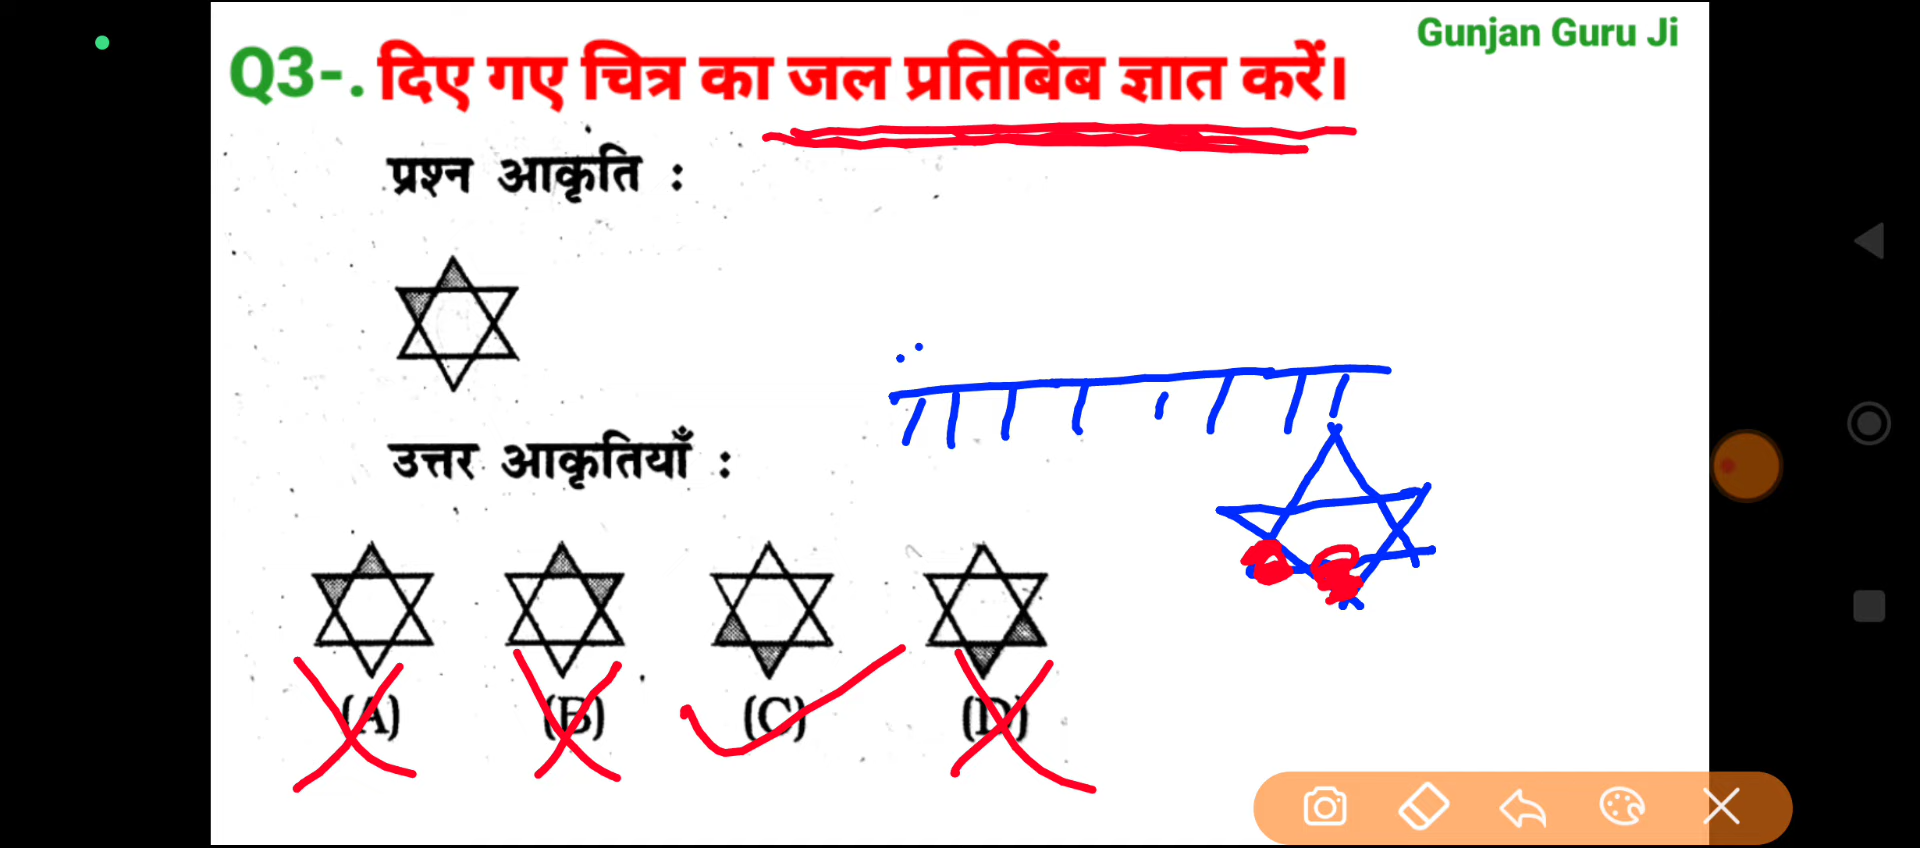 Gunjan Guru Ji
Q3-. दिए गए चित्र का जल प्रतिबिंब ज्ञात करें।
प्रश्न आकृति :
उत्तर आकृतियाँ :
(A) (B) (C) (D)